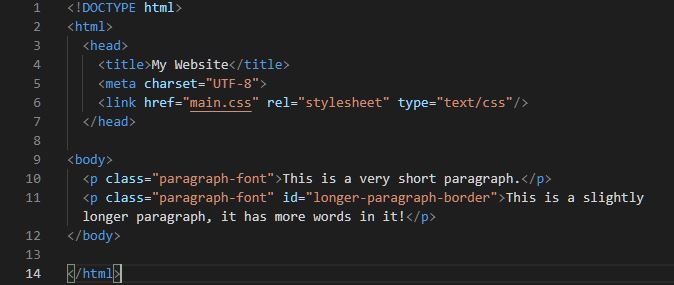 1 <!DOCTYPE html>
2 <html>
3   <head>
4     <title>My Website</title>
5     <meta charset="UTF-8">
6     <link href="main.css" rel="stylesheet" type="text/css"/>
7   </head>
8
9 <body>
10   <p class="paragraph-font">This is a very short paragraph.</p>
11   <p class="paragraph-font" id="longer-paragraph-border">This is a slightly
longer paragraph, it has more words in it!</p>
12 </body>
13
14 </html>